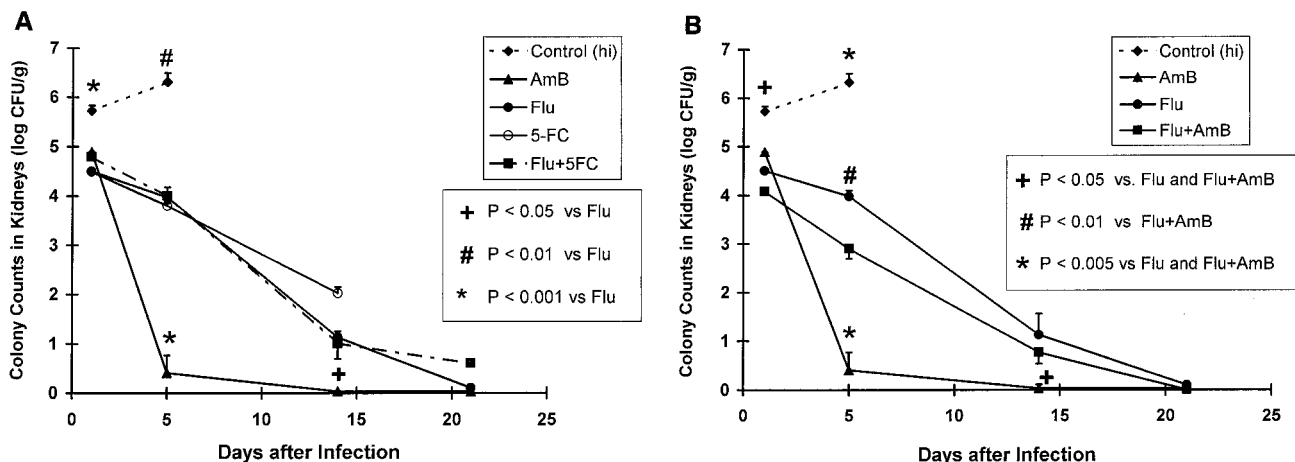 A
Colony Counts in Kidneys (log CFU/g)
7
6
5
4
3
2
1
0
0 5 10 15 20 25
Days after Infection
* # * +
Control (hi)
AmB
Flu
5-FC
Flu+5FC
+ P < 0.05 vs Flu
# P < 0.01 vs Flu
* P < 0.001 vs Flu
B
Colony Counts in Kidneys (log CFU/g)
7
6
5
4
3
2
1
0
0 5 10 15 20 25
Days after Infection
+ * # * +
Control (hi)
AmB
Flu
Flu+AmB
+ P < 0.05 vs. Flu and Flu+AmB
# P < 0.01 vs Flu+AmB
* P < 0.005 vs Flu and Flu+AmB